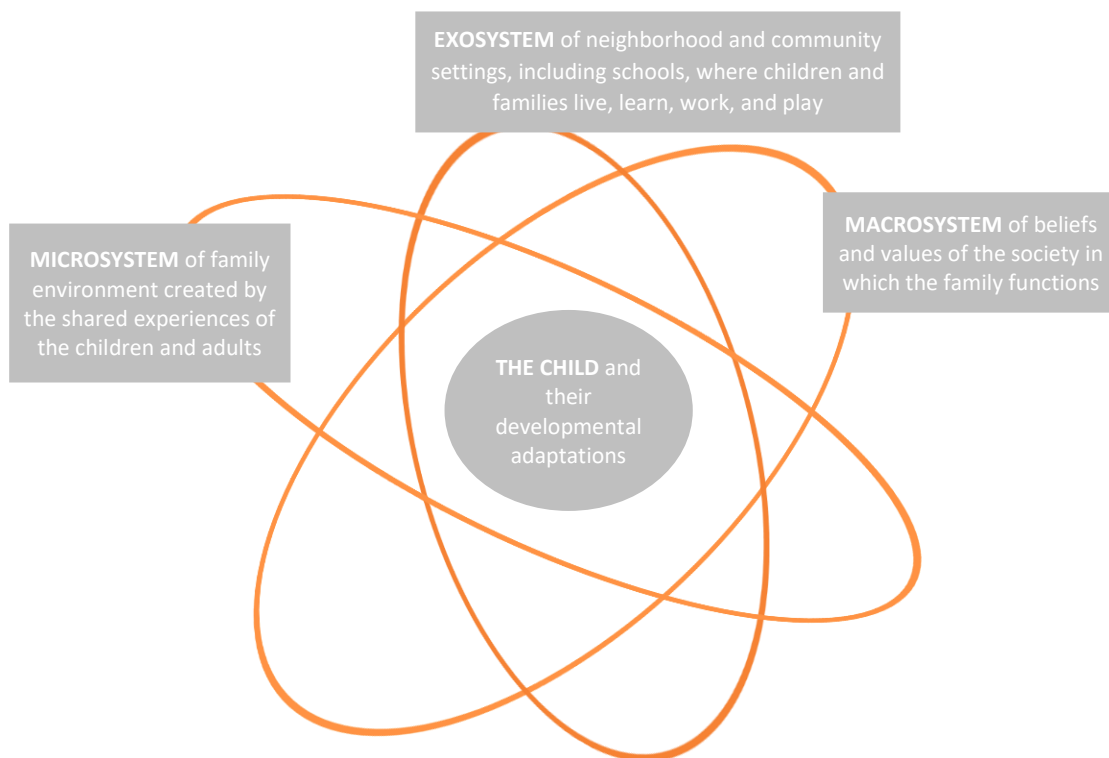 EXOSYSTEM of neighborhood and community
settings, including schools, where children and
families live, learn, work, and play
MACROSYSTEM of beliefs
and values of the society in
which the family functions
MICROSYSTEM of family
environment created by
the shared experiences of
the children and adults
THE CHILD and
their
developmental
adaptations